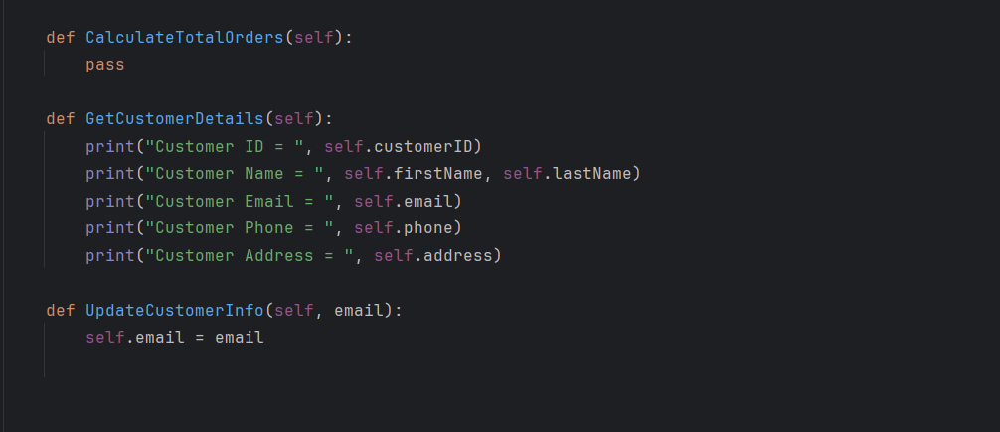 def CalculateTotalOrders(self):
    pass
def GetCustomerDetails(self):
    print("Customer ID = ", self.customerID)
    print("Customer Name = ", self.firstName, self.lastName)
    print("Customer Email = ", self.email)
    print("Customer Phone = ", self.phone)
    print("Customer Address = ", self.address)
def UpdateCustomerInfo(self, email):
    self.email = email